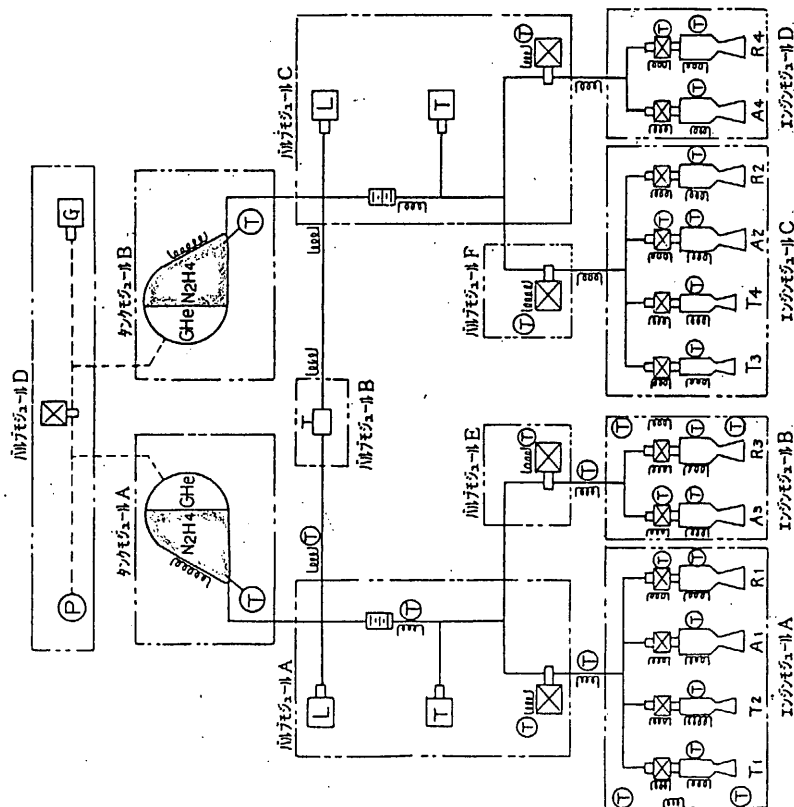 バルブモジュールD
P
G
タンクモジュールA
N2H4 GHe
T
タンクモジュールB
GHe N2H4
T
バルブモジュールA
L
T
T
T
T
バルブモジュールB
バルブモジュールC
L
T
T
バルブモジュールE
T
バルブモジュールF
T
T
T
エンジンモジュールA
T
T
T
T
T
T
T
T1 T2 A1 R1
エンジンモジュールB
T
T
T
T
T
A3 R3
エンジンモジュールC
T
T
T
T
T
T3 T4 A2 R2
エンジンモジュールD
T
T
T
A4 R4